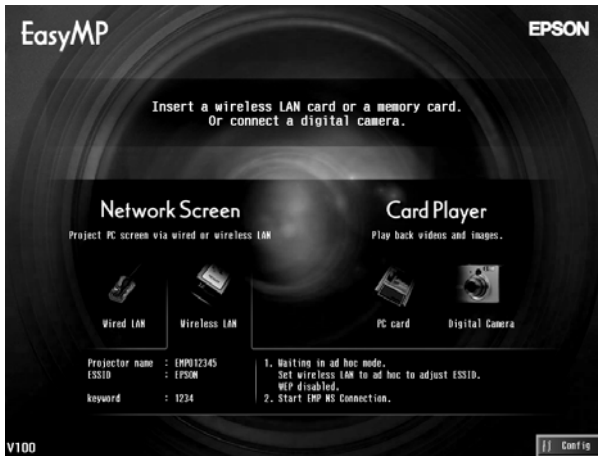 EasyMP
EPSON
Insert a wireless LAN card or a memory card.
Or connect a digital camera.
Network Screen
Project PC screen via wired or wireless LAN
Wired LAN
Wireless LAN
Card Player
Play back videos and images.
PC card
Digital Camera
Projector name : EMP012345
ESSID : EPSON
keyword : 1234
1. Waiting in ad hoc mode.
Set wireless LAN to ad hoc to adjust ESSID.
WEP disabled.
2. Start EMP NS Connection.
V100
Config